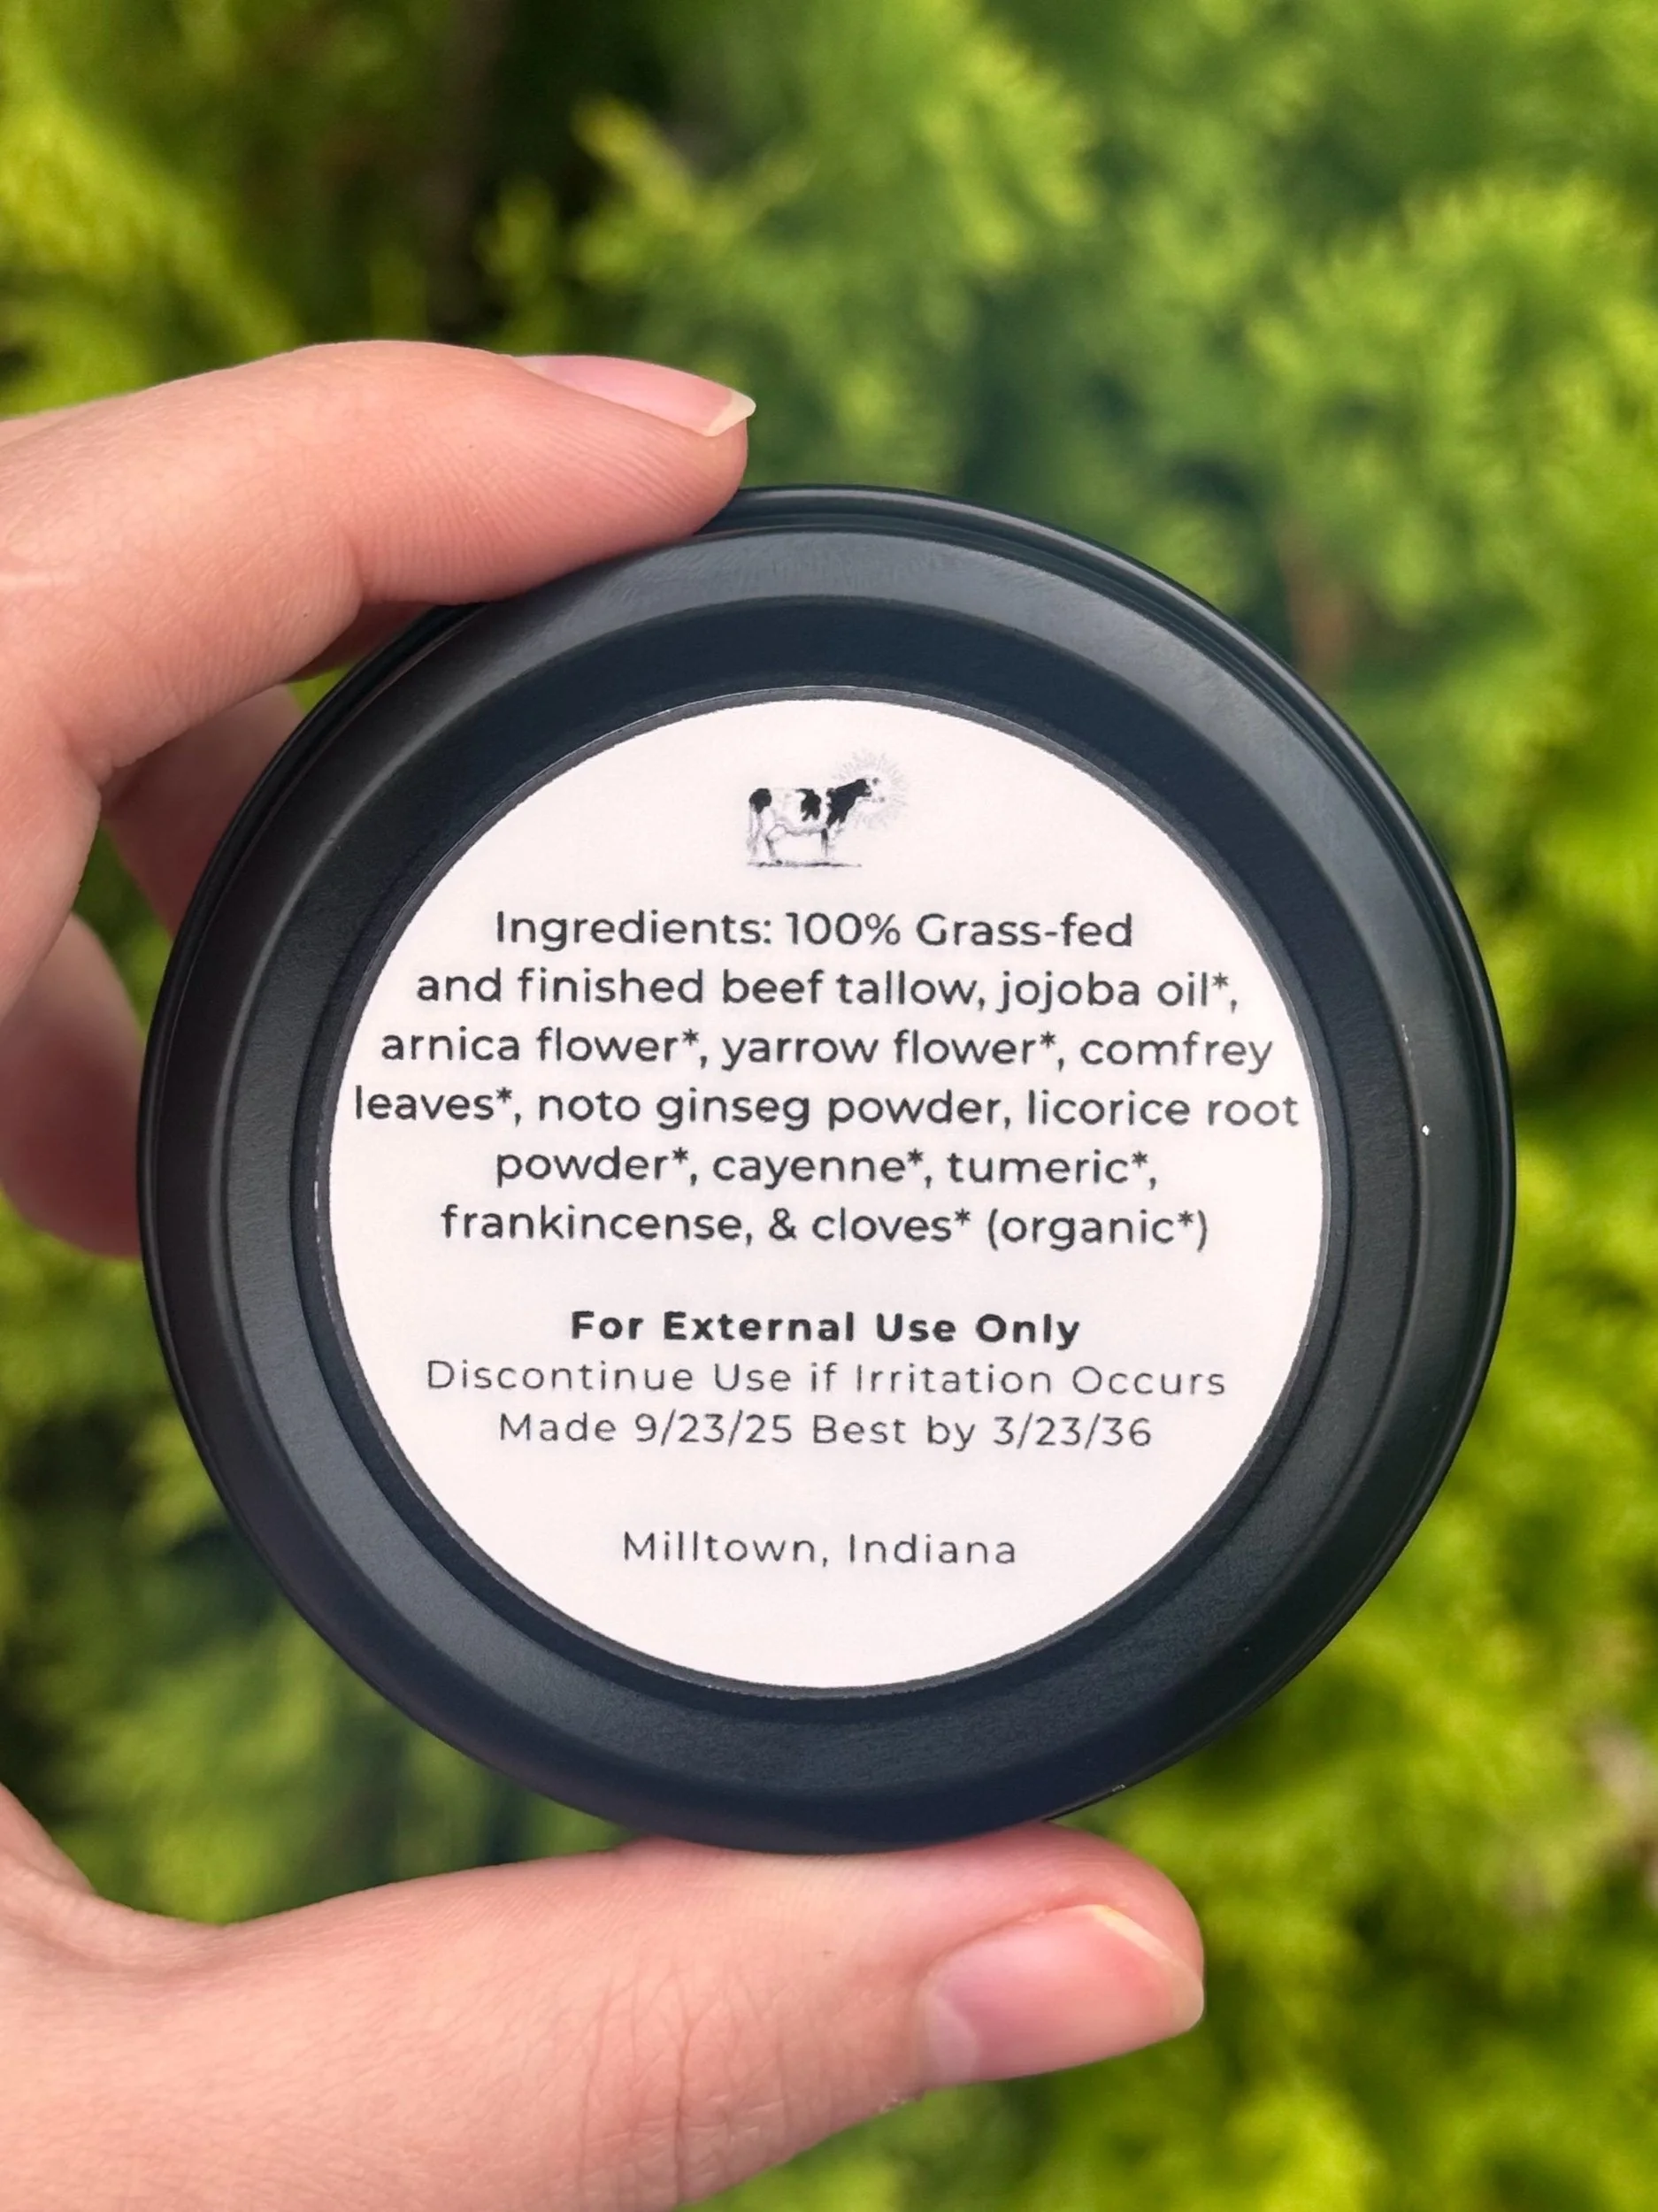 Ingredients: 100% Grass-fed
and finished beef tallow, jojoba oil*,
arnica flower*, yarrow flower*, comfrey
leaves*, noto ginseg powder, licorice root
powder*, cayenne*, tumeric*,
frankincense, & cloves* (organic*)
For External Use Only
Discontinue Use if Irritation Occurs
Made 9/23/25 Best by 3/23/36
Milltown, Indiana